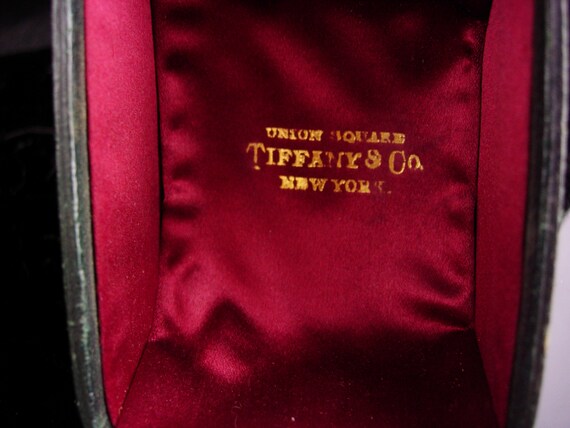 UNION SQUARE
TIFFANY & CO.
NEW YORK.